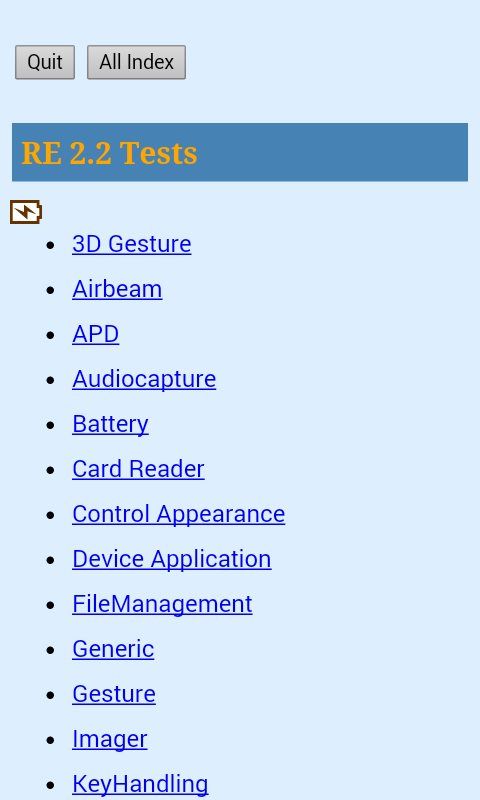 Quit All Index
RE 2.2 Tests
3D Gesture
Airbeam
APD
Audiocapture
Battery
Card Reader
Control Appearance
Device Application
FileManagement
Generic
Gesture
Imager
KeyHandling